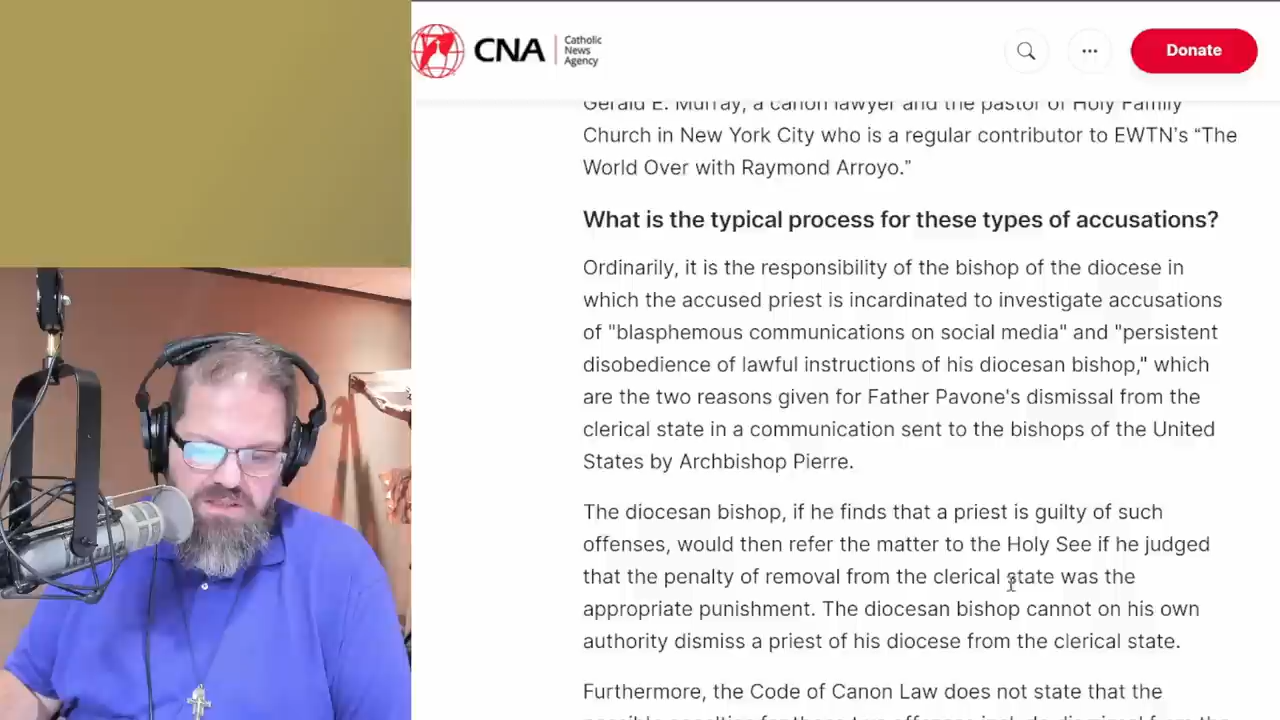 CNA
Catholic
News
Agency
Donate
Gerald E. Murray, a canon lawyer and the pastor of Holy Family
Church in New York City who is a regular contributor to EWTN's “The
World Over with Raymond Arroyo.”
What is the typical process for these types of accusations?
Ordinarily, it is the responsibility of the bishop of the diocese in
which the accused priest is incardinated to investigate accusations
of "blasphemous communications on social media" and "persistent
disobedience of lawful instructions of his diocesan bishop," which
are the two reasons given for Father Pavone's dismissal from the
clerical state in a communication sent to the bishops of the United
States by Archbishop Pierre.
The diocesan bishop, if he finds that a priest is guilty of such
offenses, would then refer the matter to the Holy See if he judged
that the penalty of removal from the clerical state was the
appropriate punishment. The diocesan bishop cannot on his own
authority dismiss a priest of his diocese from the clerical state.
Furthermore, the Code of Canon Law does not state that the